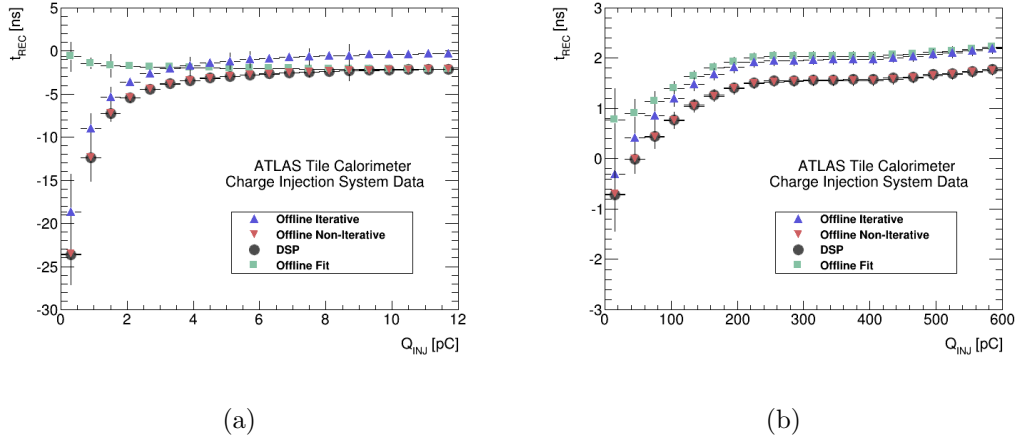 t_REC [ns]
5
0
−5
−10
−15
−20
−25
−30
0 2 4 6 8 10 12
Q_INJ [pC]
ATLAS Tile Calorimeter
Charge Injection System Data
Offline Iterative
Offline Non-Iterative
DSP
Offline Fit
(a)
t_REC [ns]
3
2
1
0
−1
−2
−3
0 100 200 300 400 500 600
Q_INJ [pC]
ATLAS Tile Calorimeter
Charge Injection System Data
Offline Iterative
Offline Non-Iterative
DSP
Offline Fit
(b)